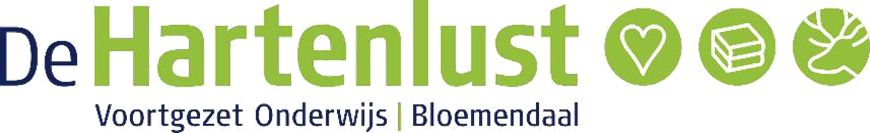 De Hartenlust
Voortgezet Onderwijs | Bloemendaal